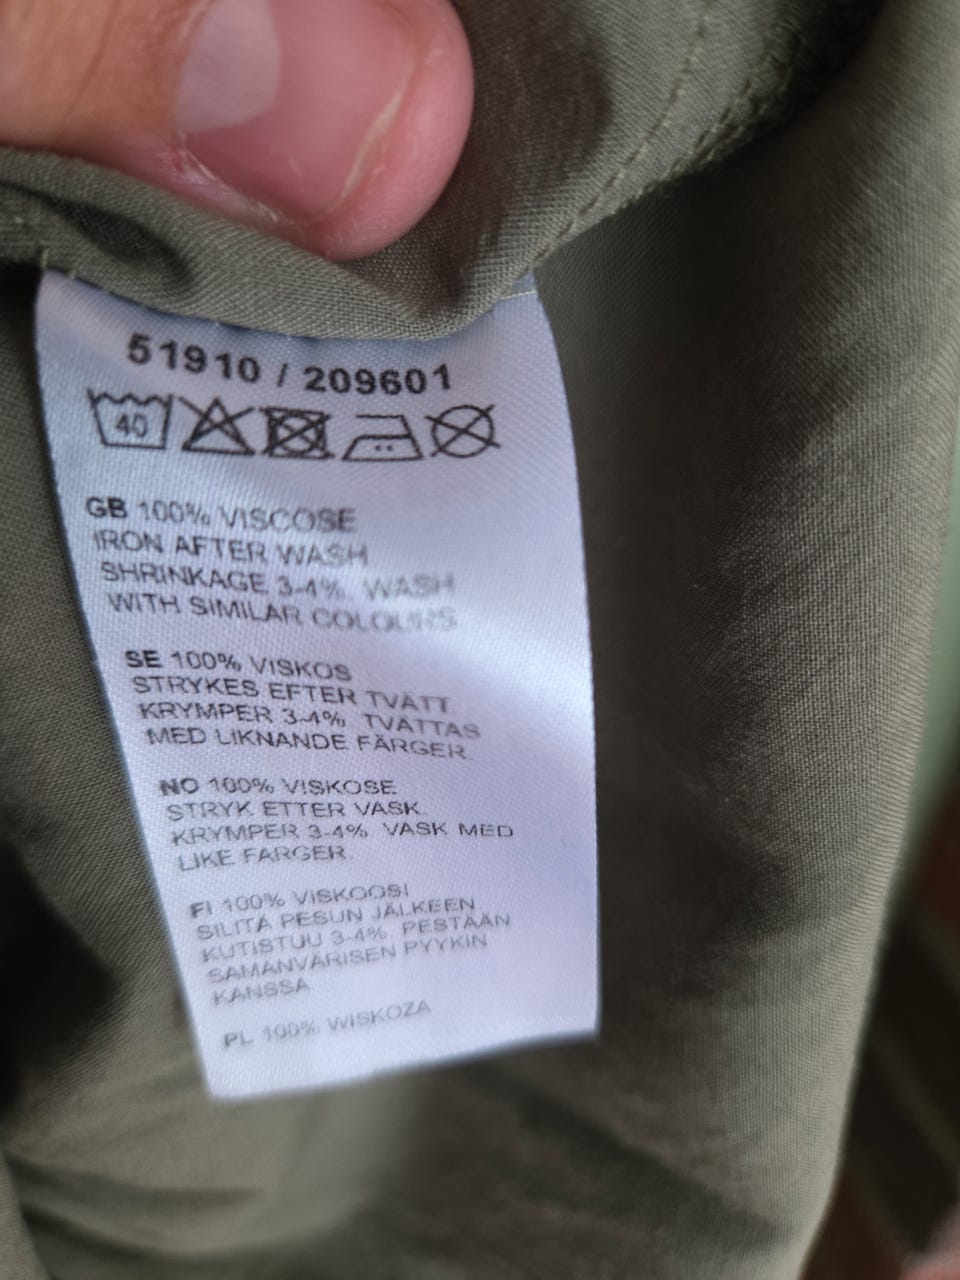 51910 / 209601
40
GB 100% VISCOSE
IRON AFTER WASH
SHRINKAGE 3-4%. WASH
WITH SIMILAR COLOURS
SE 100% VISKOS
STRYKES EFTER TVÄTT.
KRYMPER 3-4%. TVÄTTAS
MED LIKNANDE FÄRGER.
NO 100% VISKOSE
STRYK ETTER VASK.
KRYMPER 3-4%. VASK MED
LIKE FARGER.
FI 100% VISKOOSI
SILITÄ PESUN JÄLKEEN
KUTISTUU 3-4%. PESTÄÄN
SAMANVÄRISEN PYYKIN
KANSSA
PL 100% WISKOZA